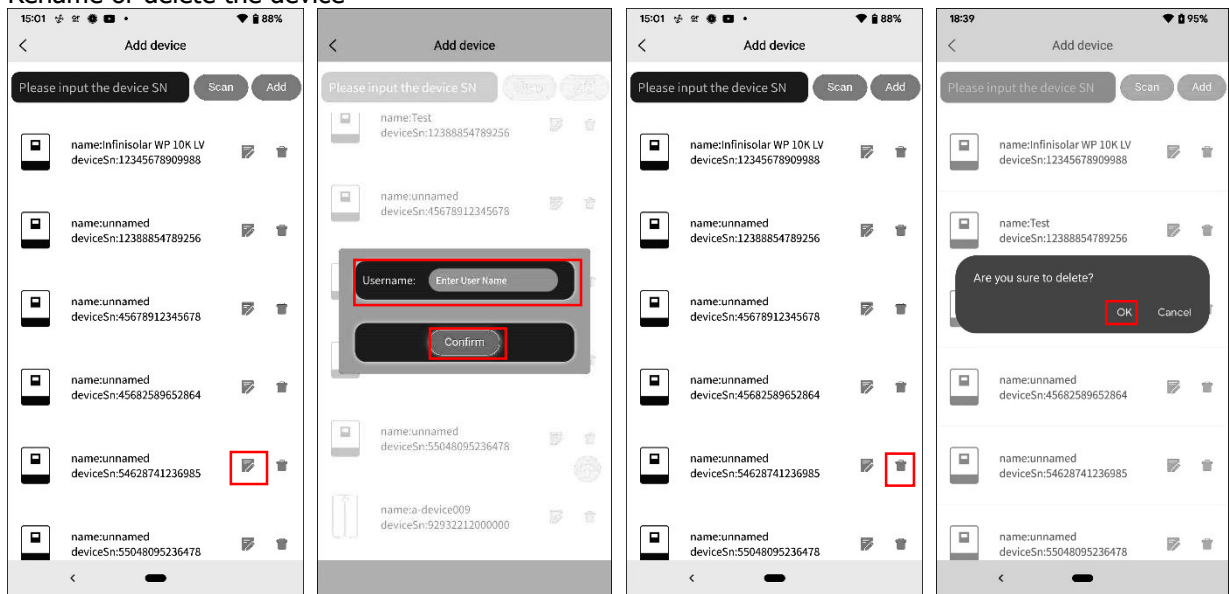 Rename or delete the device
15:01
88%
Add device
Please input the device SN
Scan
Add
name:Infinisolar WP 10K LV
deviceSn:12345678909988
name:unnamed
deviceSn:12388854789256
name:unnamed
deviceSn:45678912345678
name:unnamed
deviceSn:45682589652864
name:unnamed
deviceSn:54628741236985
name:unnamed
deviceSn:55048095236478
Add device
Please input the device SN
Scan
Add
name:Test
deviceSn:12388854789256
name:unnamed
deviceSn:45678912345678
Username:
Enter User Name
Confirm
name:unnamed
deviceSn:55048095236478
name:a-device009
deviceSn:92932212000000
15:01
88%
Add device
Please input the device SN
Scan
Add
name:Infinisolar WP 10K LV
deviceSn:12345678909988
name:unnamed
deviceSn:12388854789256
name:unnamed
deviceSn:45678912345678
name:unnamed
deviceSn:45682589652864
name:unnamed
deviceSn:54628741236985
name:unnamed
deviceSn:55048095236478
18:39
95%
Add device
Please input the device SN
Scan
Add
name:Infinisolar WP 10K LV
deviceSn:12345678909988
name:Test
deviceSn:12388854789256
Are you sure to delete?
OK
Cancel
name:unnamed
deviceSn:45682589652864
name:unnamed
deviceSn:54628741236985
name:unnamed
deviceSn:55048095236478